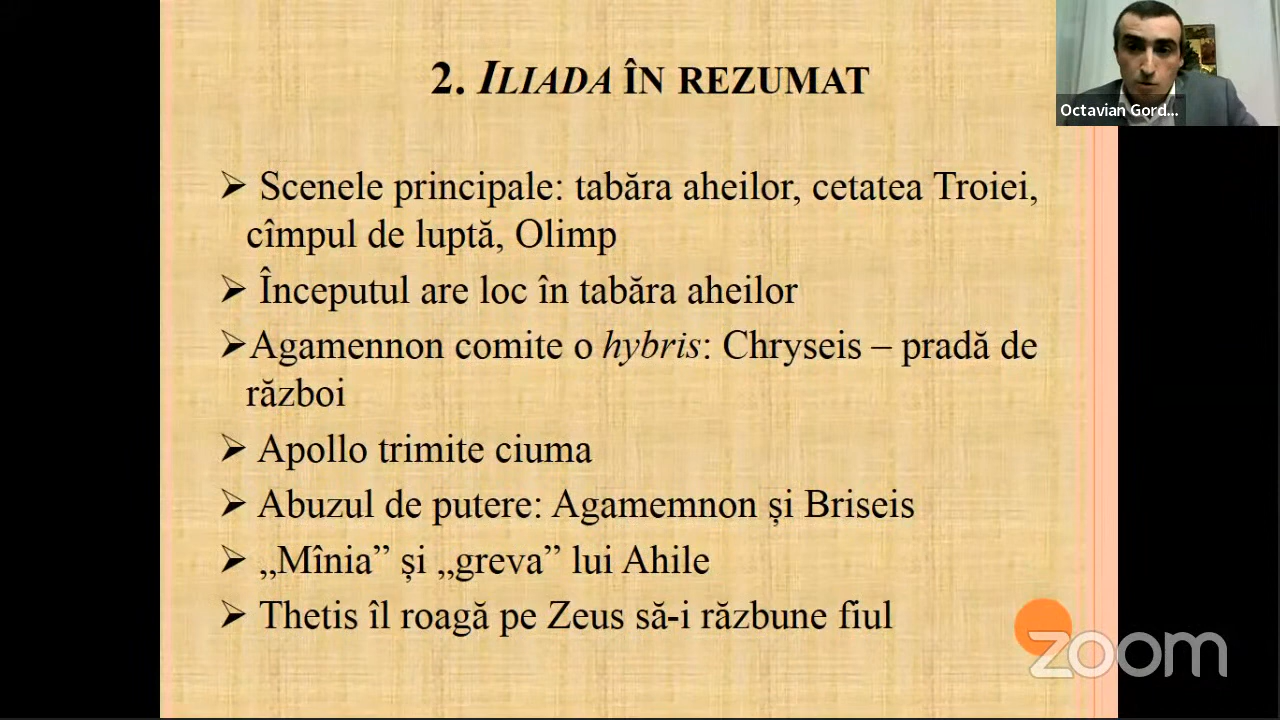 2. ILIADA ÎN REZUMAT
Octavian Gord...
➢ Scenele principale: tabăra aheilor, cetatea Troiei,
cîmpul de luptă, Olimp
➢ Începutul are loc în tabăra aheilor
➢Agamennon comite o hybris: Chryseis – pradă de
război
➢ Apollo trimite ciuma
➢ Abuzul de putere: Agamemnon și Briseis
➢ „Mînia” și „greva” lui Ahile
➢ Thetis îl roagă pe Zeus să-i răzbune fiul
zoom